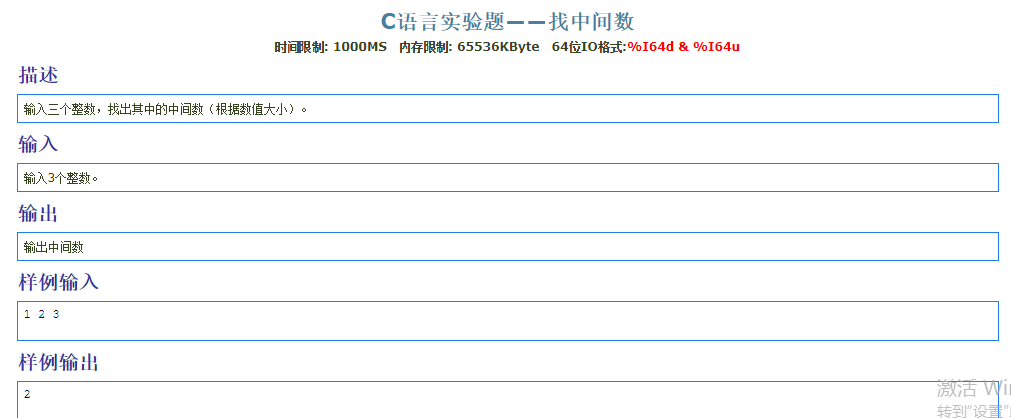 C语言实验题——找中间数
时间限制: 1000MS 内存限制: 65536KByte 64位IO格式:%I64d & %I64u
描述
输入三个整数，找出其中的中间数（根据数值大小）。
输入
输入3个整数。
输出
输出中间数
样例输入
1 2 3
样例输出
2
激活 Wi
转到“设置”